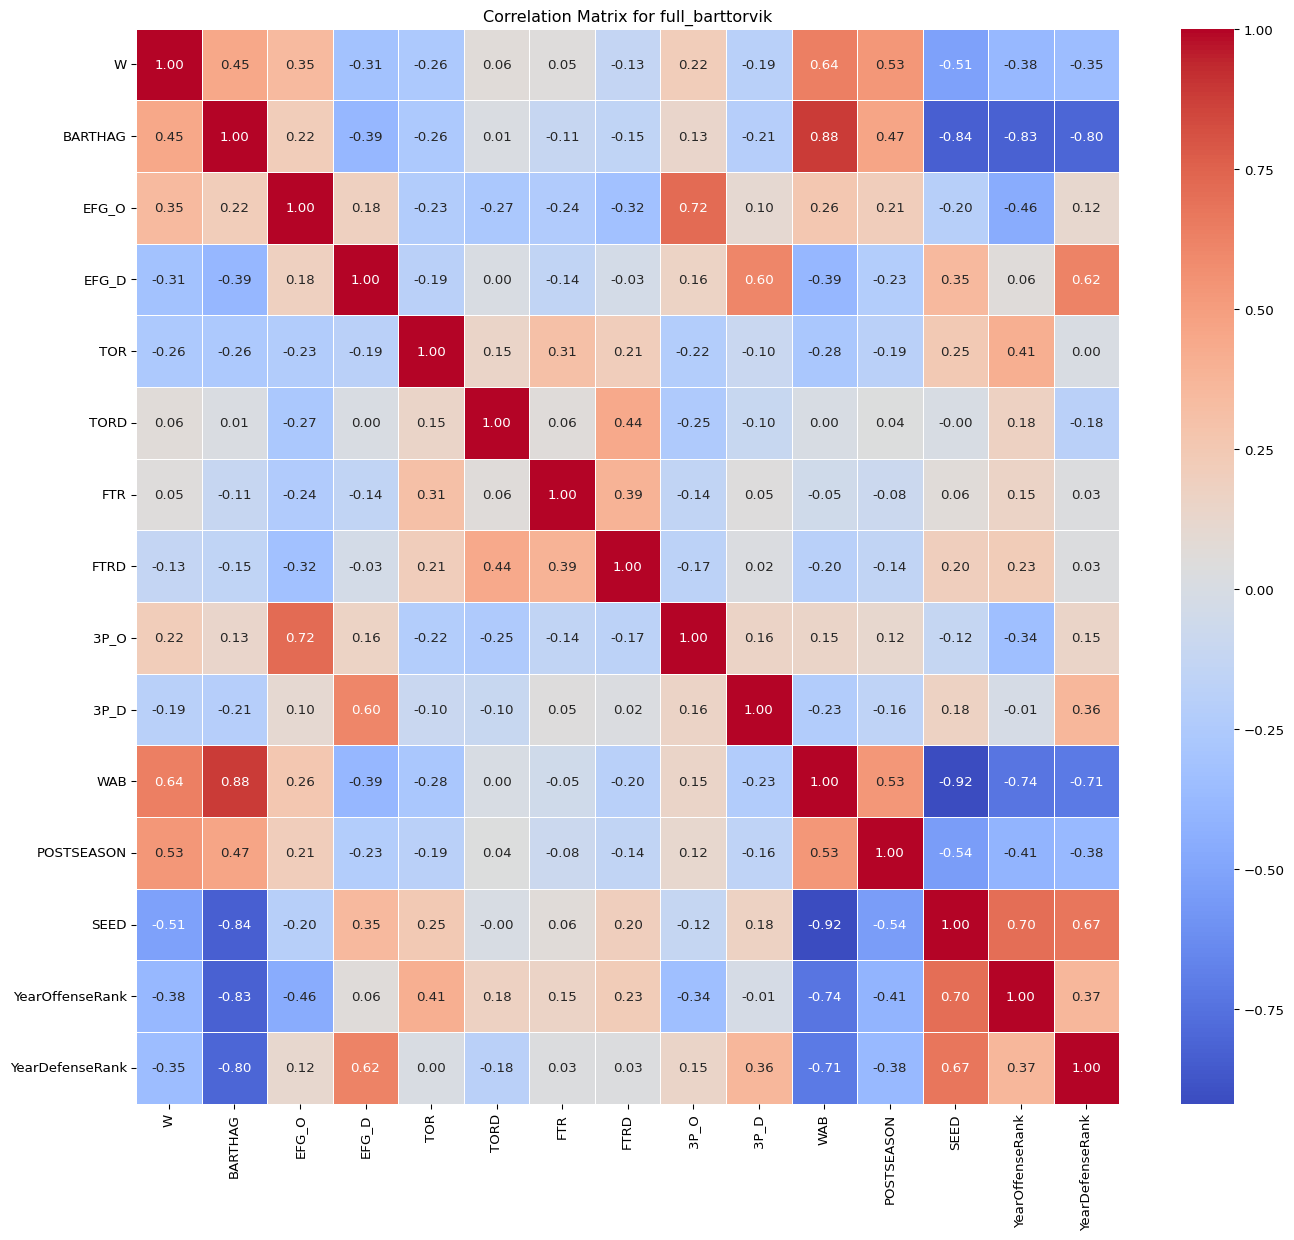 Correlation Matrix for full_barttorvik
W 1.00 0.45 0.35 -0.31 -0.26 0.06 0.05 -0.13 0.22 -0.19 0.64 0.53 -0.51 -0.38 -0.35
BARTHAG 0.45 1.00 0.22 -0.39 -0.26 0.01 -0.11 -0.15 0.13 -0.21 0.88 0.47 -0.84 -0.83 -0.80
EFG_O 0.35 0.22 1.00 0.18 -0.23 -0.27 -0.24 -0.32 0.72 0.10 0.26 0.21 -0.20 -0.46 0.12
EFG_D -0.31 -0.39 0.18 1.00 -0.19 0.00 -0.14 -0.03 0.16 0.60 -0.39 -0.23 0.35 0.06 0.62
TOR -0.26 -0.26 -0.23 -0.19 1.00 0.15 0.31 0.21 -0.22 -0.10 -0.28 -0.19 0.25 0.41 0.00
TORD 0.06 0.01 -0.27 0.00 0.15 1.00 0.06 0.44 -0.25 -0.10 0.00 0.04 -0.00 0.18 -0.18
FTR 0.05 -0.11 -0.24 -0.14 0.31 0.06 1.00 0.39 -0.14 0.05 -0.05 -0.08 0.06 0.15 0.03
FTRD -0.13 -0.15 -0.32 -0.03 0.21 0.44 0.39 1.00 -0.17 0.02 -0.20 -0.14 0.20 0.23 0.03
3P_O 0.22 0.13 0.72 0.16 -0.22 -0.25 -0.14 -0.17 1.00 0.16 0.15 0.12 -0.12 -0.34 0.15
3P_D -0.19 -0.21 0.10 0.60 -0.10 -0.10 0.05 0.02 0.16 1.00 -0.23 -0.16 0.18 -0.01 0.36
WAB 0.64 0.88 0.26 -0.39 -0.28 0.00 -0.05 -0.20 0.15 -0.23 1.00 0.53 -0.92 -0.74 -0.71
POSTSEASON 0.53 0.47 0.21 -0.23 -0.19 0.04 -0.08 -0.14 0.12 -0.16 0.53 1.00 -0.54 -0.41 -0.38
SEED -0.51 -0.84 -0.20 0.35 0.25 -0.00 0.06 0.20 -0.12 0.18 -0.92 -0.54 1.00 0.70 0.67
YearOffenseRank -0.38 -0.83 -0.46 0.06 0.41 0.18 0.15 0.23 -0.34 -0.01 -0.74 -0.41 0.70 1.00 0.37
YearDefenseRank -0.35 -0.80 0.12 0.62 0.00 -0.18 0.03 0.03 0.15 0.36 -0.71 -0.38 0.67 0.37 1.00
W BARTHAG EFG_O EFG_D TOR TORD FTR FTRD 3P_O 3P_D WAB POSTSEASON SEED YearOffenseRank YearDefenseRank
1.00
0.75
0.50
0.25
0.00
−0.25
−0.50
−0.75